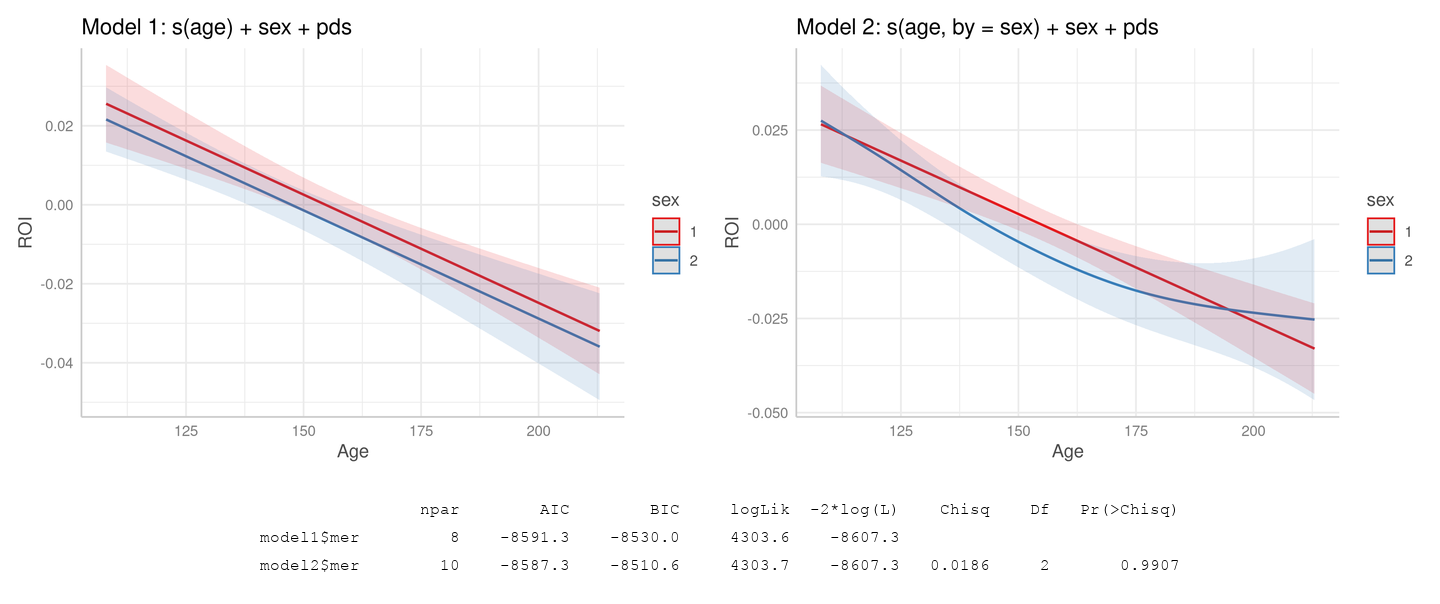 Model 1: s(age) + sex + pds
ROI
0.02
0.00
-0.02
-0.04
125 150 175 200
Age
sex
1
2
Model 2: s(age, by = sex) + sex + pds
ROI
0.025
0.000
-0.025
-0.050
125 150 175 200
Age
sex
1
2
npar AIC BIC logLik -2*log(L) Chisq Df Pr(>Chisq)
model1$mer 8 -8591.3 -8530.0 4303.6 -8607.3
model2$mer 10 -8587.3 -8510.6 4303.7 -8607.3 0.0186 2 0.9907